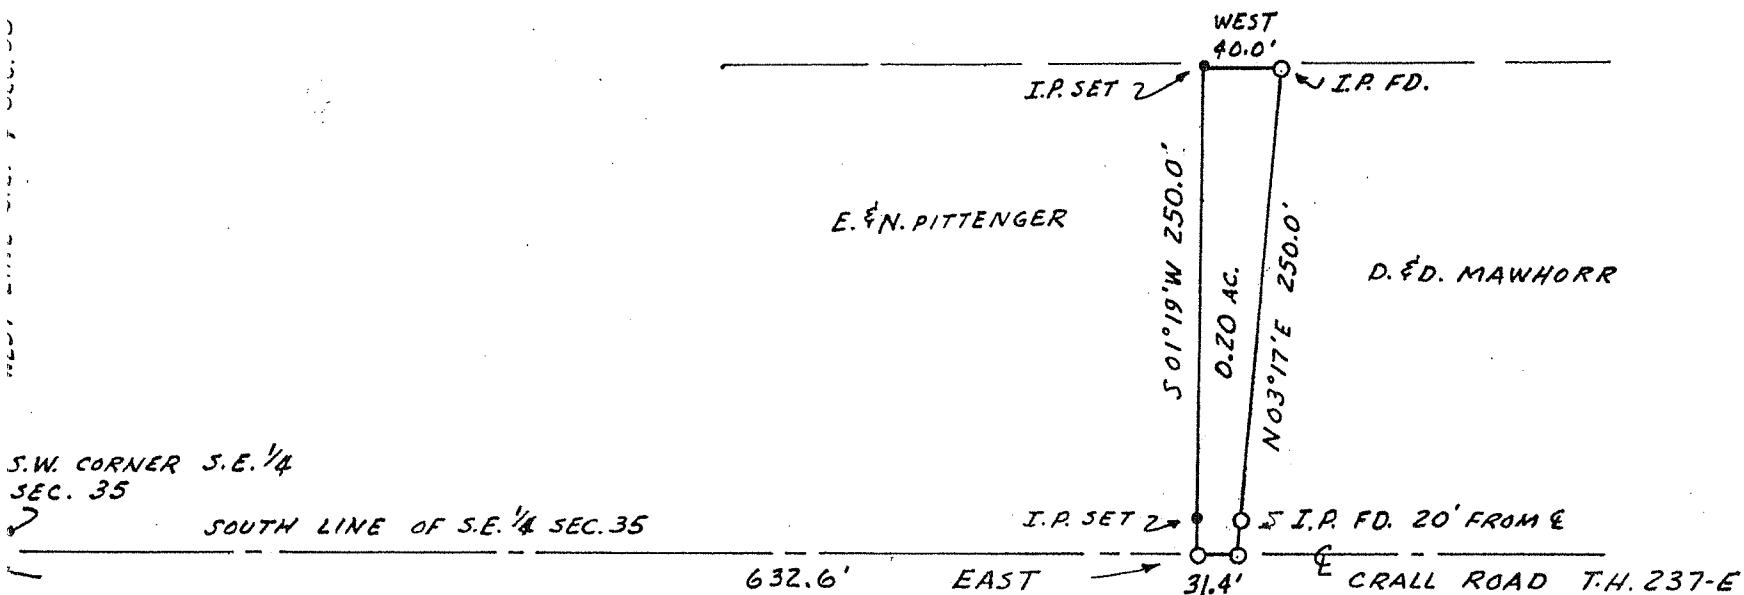 WEST
40.0'
I.P. SET
I.P. FD.
E. & N. PITTENGER
S 01° 19' W 250.0'
0.20 AC.
N 03° 17' E 250.0'
D. & D. MAWHORR
S.W. CORNER S.E. 1/4
SEC. 35
SOUTH LINE OF S.E. 1/4 SEC. 35
I.P. SET
I.P. FD. 20' FROM ℄
632.6' EAST
31.4'
℄ CRALL ROAD T.H. 237-E